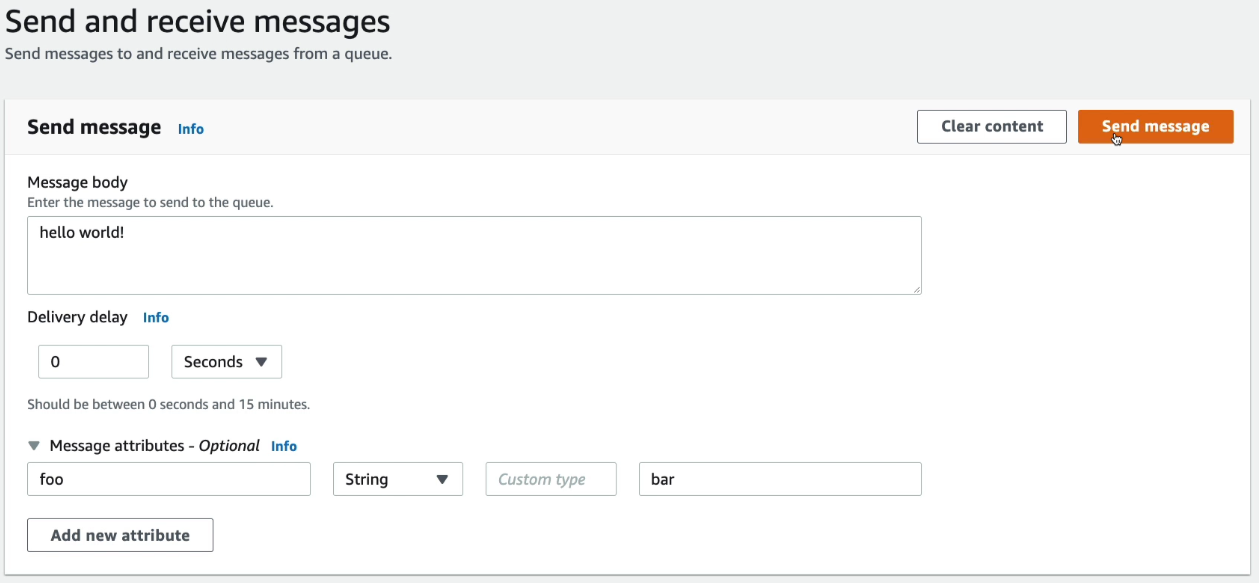 Send and receive messages
Send messages to and receive messages from a queue.
Send message Info
Clear content
Send message
Message body
Enter the message to send to the queue.
hello world!
Delivery delay Info
0 Seconds
Should be between 0 seconds and 15 minutes.
Message attributes - Optional Info
foo String Custom type bar
Add new attribute